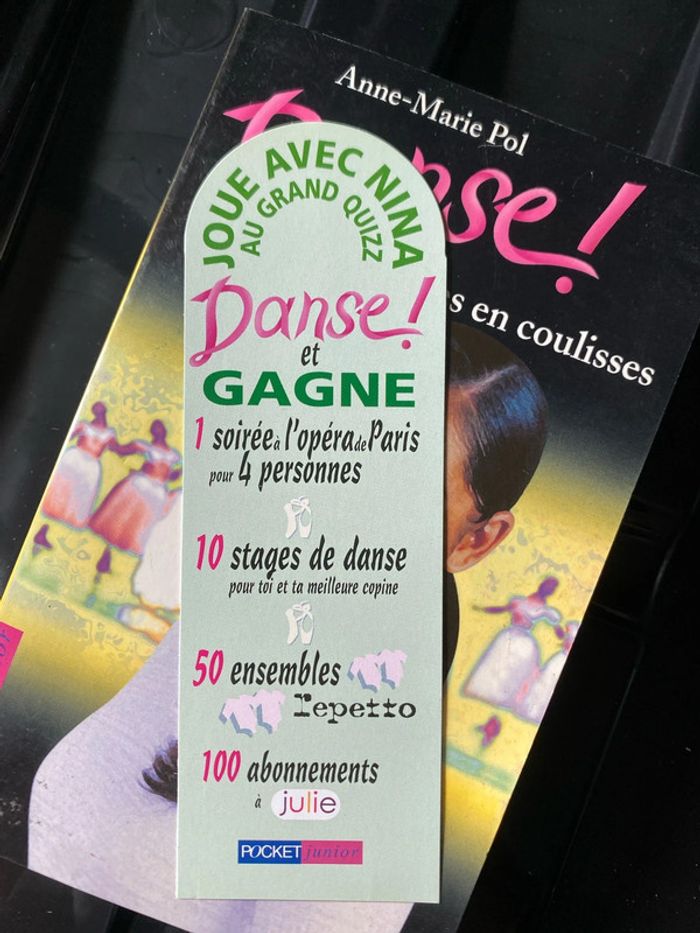 Anne-Marie Pol
Danse!
s en coulisses
JOUE AVEC NINA
AU GRAND QUIZZ
Danse!
et
GAGNE
1 soirée à l'opéra de Paris
pour 4 personnes
10 stages de danse
pour toi et ta meilleure copine
50 ensembles
repetto
100 abonnements
à julie
POCKET junior